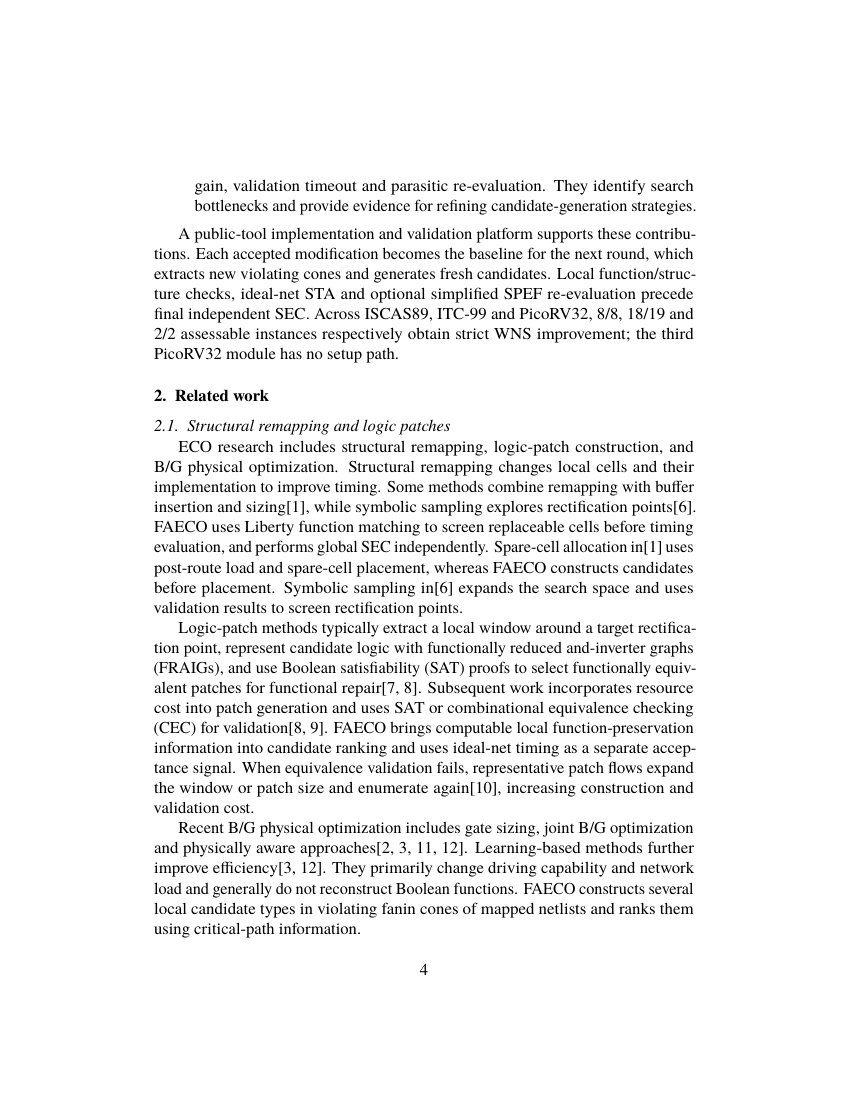 gain, validation timeout and parasitic re-evaluation. They identify search
bottlenecks and provide evidence for refining candidate-generation strategies.
A public-tool implementation and validation platform supports these contribu-
tions. Each accepted modification becomes the baseline for the next round, which
extracts new violating cones and generates fresh candidates. Local function/struc-
ture checks, ideal-net STA and optional simplified SPEF re-evaluation precede
final independent SEC. Across ISCAS89, ITC-99 and PicoRV32, 8/8, 18/19 and
2/2 assessable instances respectively obtain strict WNS improvement; the third
PicoRV32 module has no setup path.
2. Related work
2.1. Structural remapping and logic patches
ECO research includes structural remapping, logic-patch construction, and
B/G physical optimization. Structural remapping changes local cells and their
implementation to improve timing. Some methods combine remapping with buffer
insertion and sizing[1], while symbolic sampling explores rectification points[6].
FAECO uses Liberty function matching to screen replaceable cells before timing
evaluation, and performs global SEC independently. Spare-cell allocation in[1] uses
post-route load and spare-cell placement, whereas FAECO constructs candidates
before placement. Symbolic sampling in[6] expands the search space and uses
validation results to screen rectification points.
Logic-patch methods typically extract a local window around a target rectifica-
tion point, represent candidate logic with functionally reduced and-inverter graphs
(FRAIGs), and use Boolean satisfiability (SAT) proofs to select functionally equiv-
alent patches for functional repair[7, 8]. Subsequent work incorporates resource
cost into patch generation and uses SAT or combinational equivalence checking
(CEC) for validation[8, 9]. FAECO brings computable local function-preservation
information into candidate ranking and uses ideal-net timing as a separate accep-
tance signal. When equivalence validation fails, representative patch flows expand
the window or patch size and enumerate again[10], increasing construction and
validation cost.
Recent B/G physical optimization includes gate sizing, joint B/G optimization
and physically aware approaches[2, 3, 11, 12]. Learning-based methods further
improve efficiency[3, 12]. They primarily change driving capability and network
load and generally do not reconstruct Boolean functions. FAECO constructs several
local candidate types in violating fanin cones of mapped netlists and ranks them
using critical-path information.
4